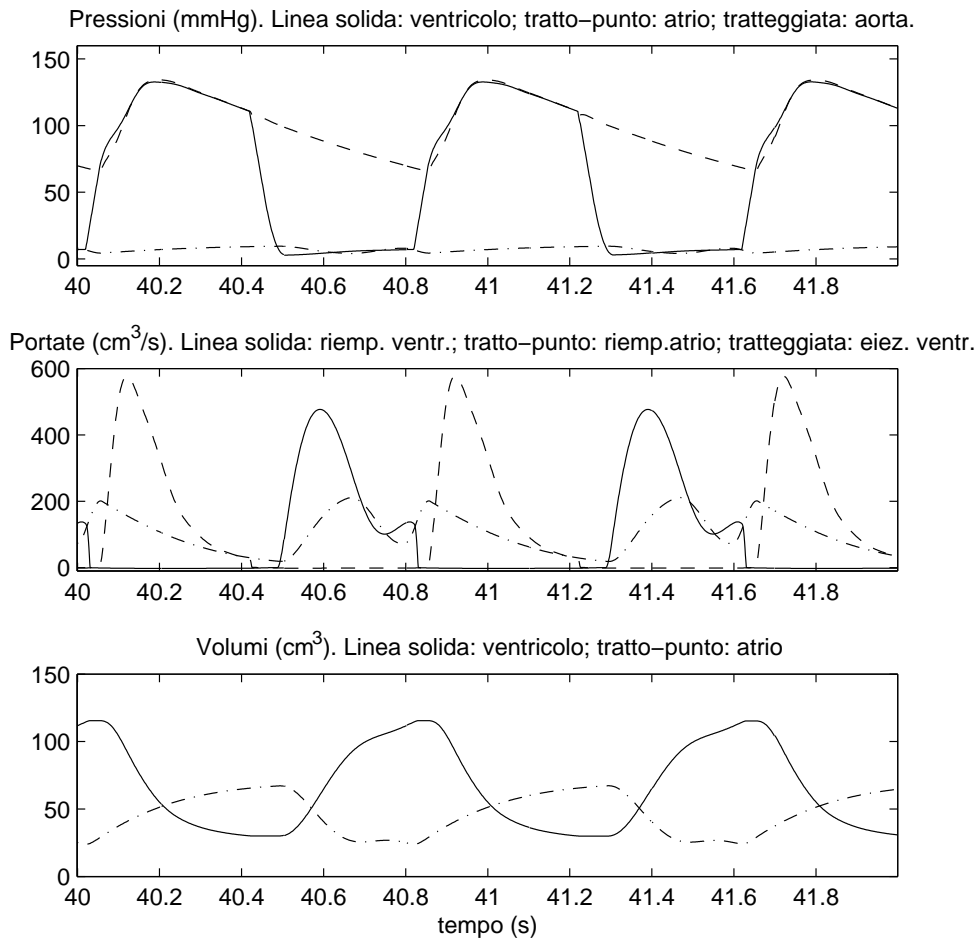 Pressioni (mmHg). Linea solida: ventricolo; tratto−punto: atrio; tratteggiata: aorta.
150
100
50
0
40 40.2 40.4 40.6 40.8 41 41.2 41.4 41.6 41.8
Portate (cm³/s). Linea solida: riemp. ventr.; tratto−punto: riemp.atrio; tratteggiata: eiez. ventr.
600
400
200
0
40 40.2 40.4 40.6 40.8 41 41.2 41.4 41.6 41.8
Volumi (cm³). Linea solida: ventricolo; tratto−punto: atrio
150
100
50
0
40 40.2 40.4 40.6 40.8 41 41.2 41.4 41.6 41.8
tempo (s)